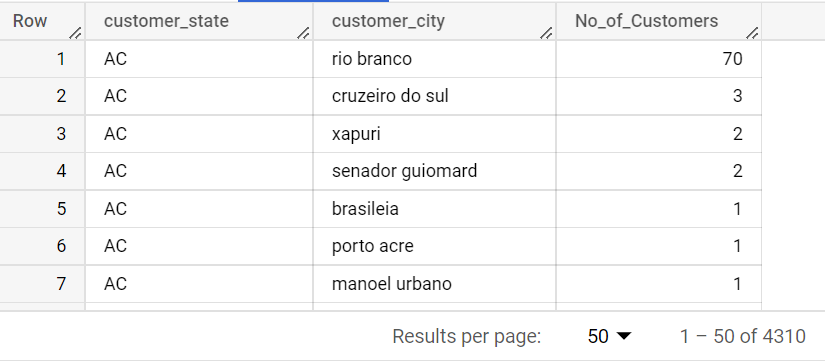 Row customer_state customer_city No_of_Customers
1 AC rio branco 70
2 AC cruzeiro do sul 3
3 AC xapuri 2
4 AC senador guiomard 2
5 AC brasileia 1
6 AC porto acre 1
7 AC manoel urbano 1
Results per page: 50 1 – 50 of 4310